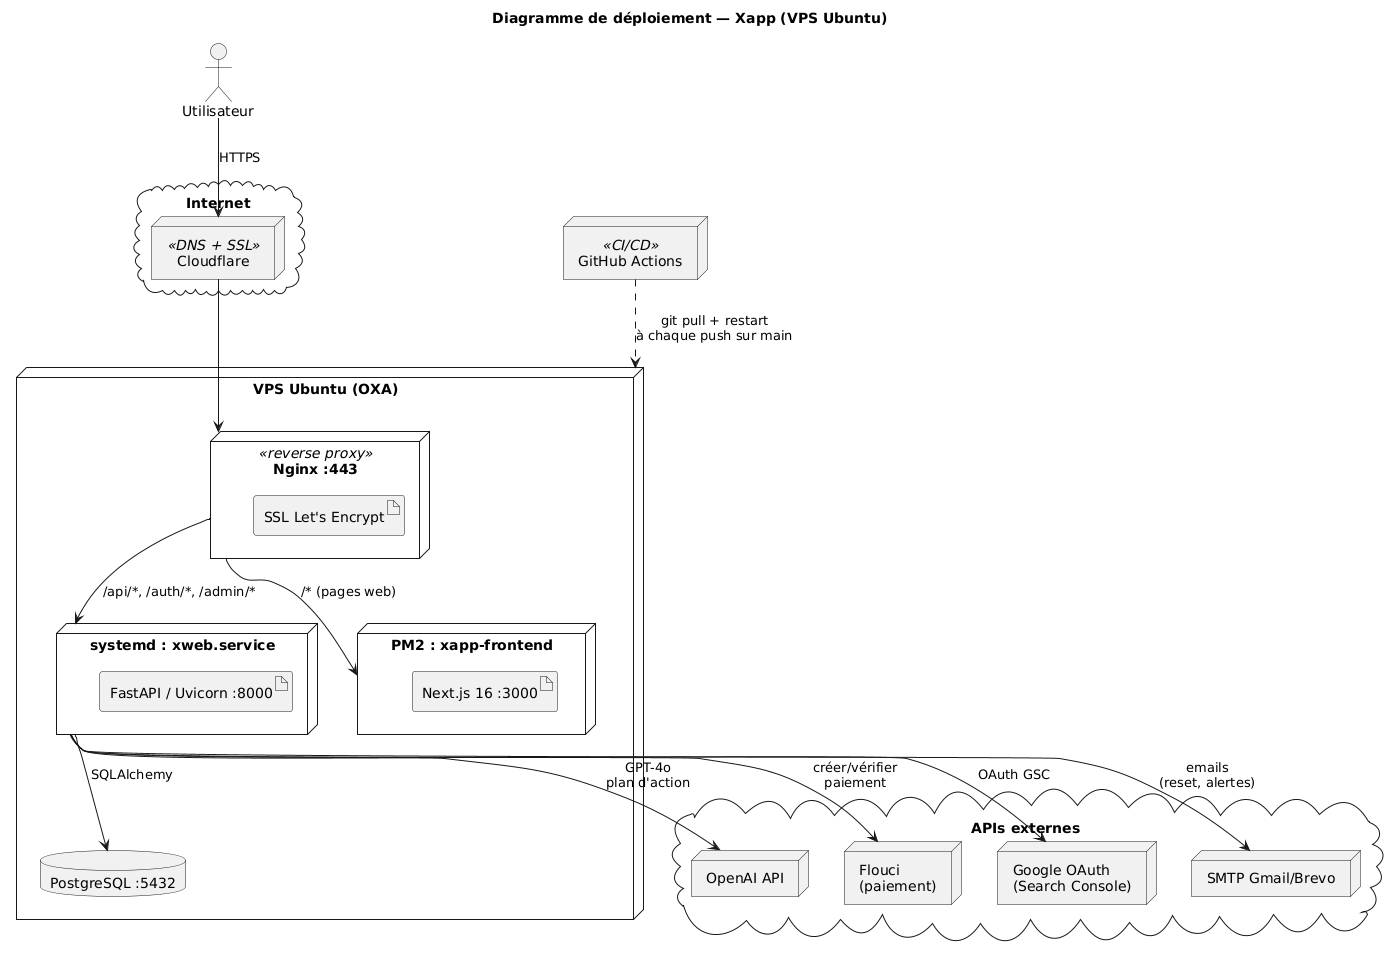 Diagramme de déploiement — Xapp (VPS Ubuntu)
Utilisateur
HTTPS
Internet
«DNS + SSL»
Cloudflare
«CI/CD»
GitHub Actions
git pull + restart
à chaque push sur main
VPS Ubuntu (OXA)
«reverse proxy»
Nginx :443
SSL Let's Encrypt
/api/*, /auth/*, /admin/*
/* (pages web)
systemd : xweb.service
FastAPI / Uvicorn :8000
PM2 : xapp-frontend
Next.js 16 :3000
SQLAlchemy
GPT-4o
plan d'action
créer/vérifier
paiement
OAuth GSC
emails
(reset, alertes)
PostgreSQL :5432
APIs externes
OpenAI API
Flouci
(paiement)
Google OAuth
(Search Console)
SMTP Gmail/Brevo